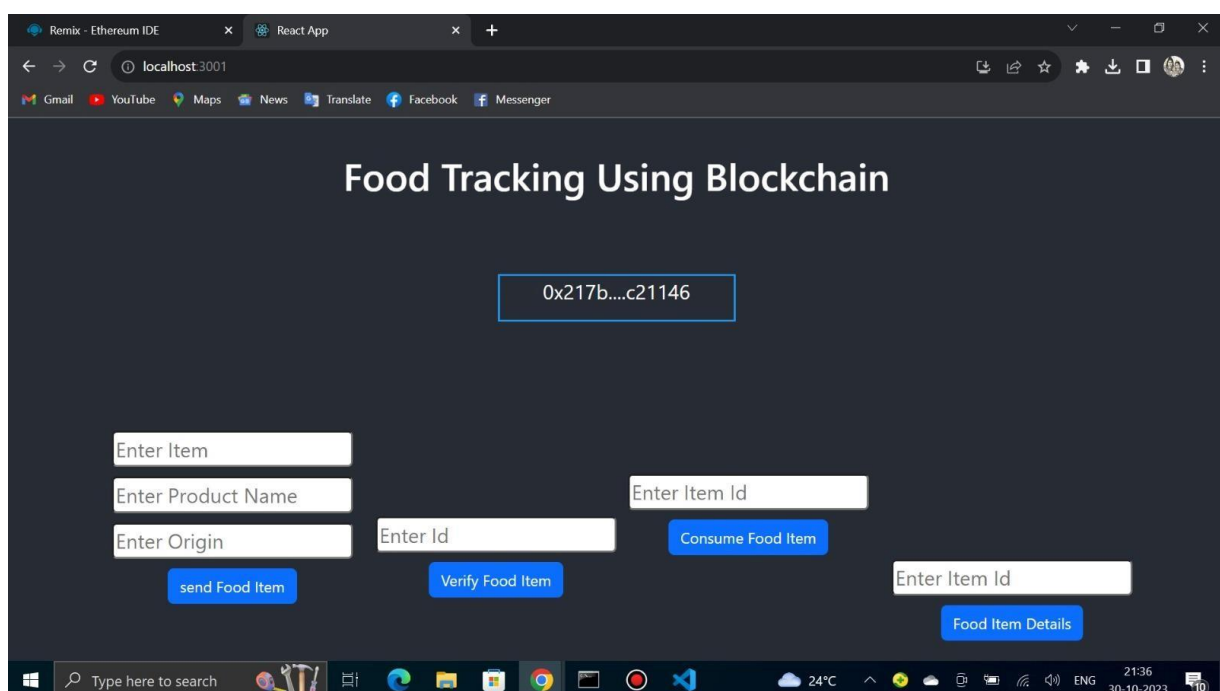 Remix - Ethereum IDE
React App
localhost:3001
Gmail YouTube Maps News Translate Facebook Messenger
Food Tracking Using Blockchain
0x217b....c21146
Enter Item
Enter Product Name
Enter Origin
send Food Item
Enter Id
Verify Food Item
Enter Item Id
Consume Food Item
Enter Item Id
Food Item Details
Type here to search
24°C
ENG
21:36
30-10-2023
10